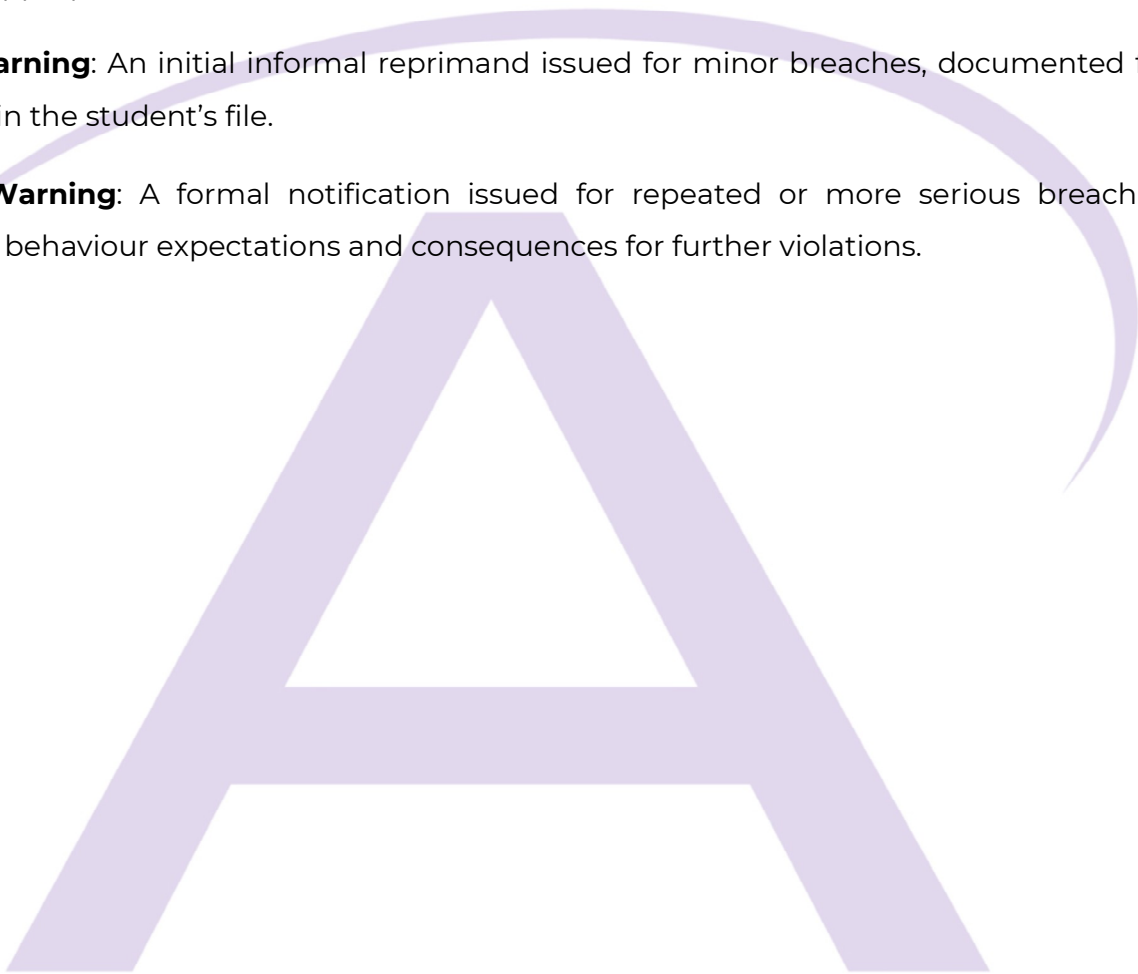 arning: An initial informal reprimand issued for minor breaches, documented
in the student's file.
Warning: A formal notification issued for repeated or more serious breach
behaviour expectations and consequences for further violations.
A